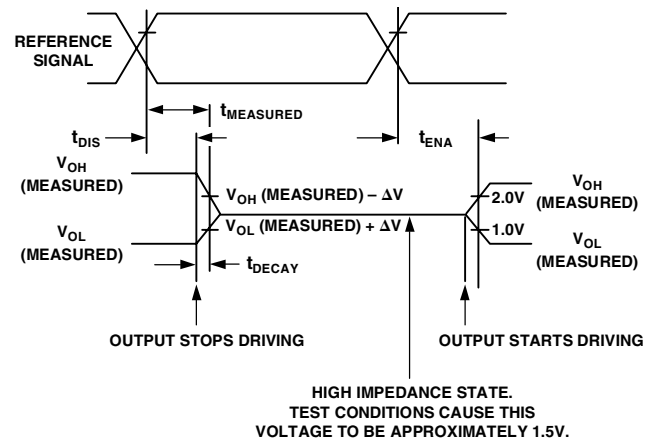 REFERENCE
SIGNAL
tMEASURED
tDIS
tENA
VOH
(MEASURED)
VOH (MEASURED) – ΔV
2.0V
VOH
(MEASURED)
VOL
(MEASURED)
VOL (MEASURED) + ΔV
1.0V
VOL
(MEASURED)
tDECAY
OUTPUT STOPS DRIVING
OUTPUT STARTS DRIVING
HIGH IMPEDANCE STATE.
TEST CONDITIONS CAUSE THIS
VOLTAGE TO BE APPROXIMATELY 1.5V.